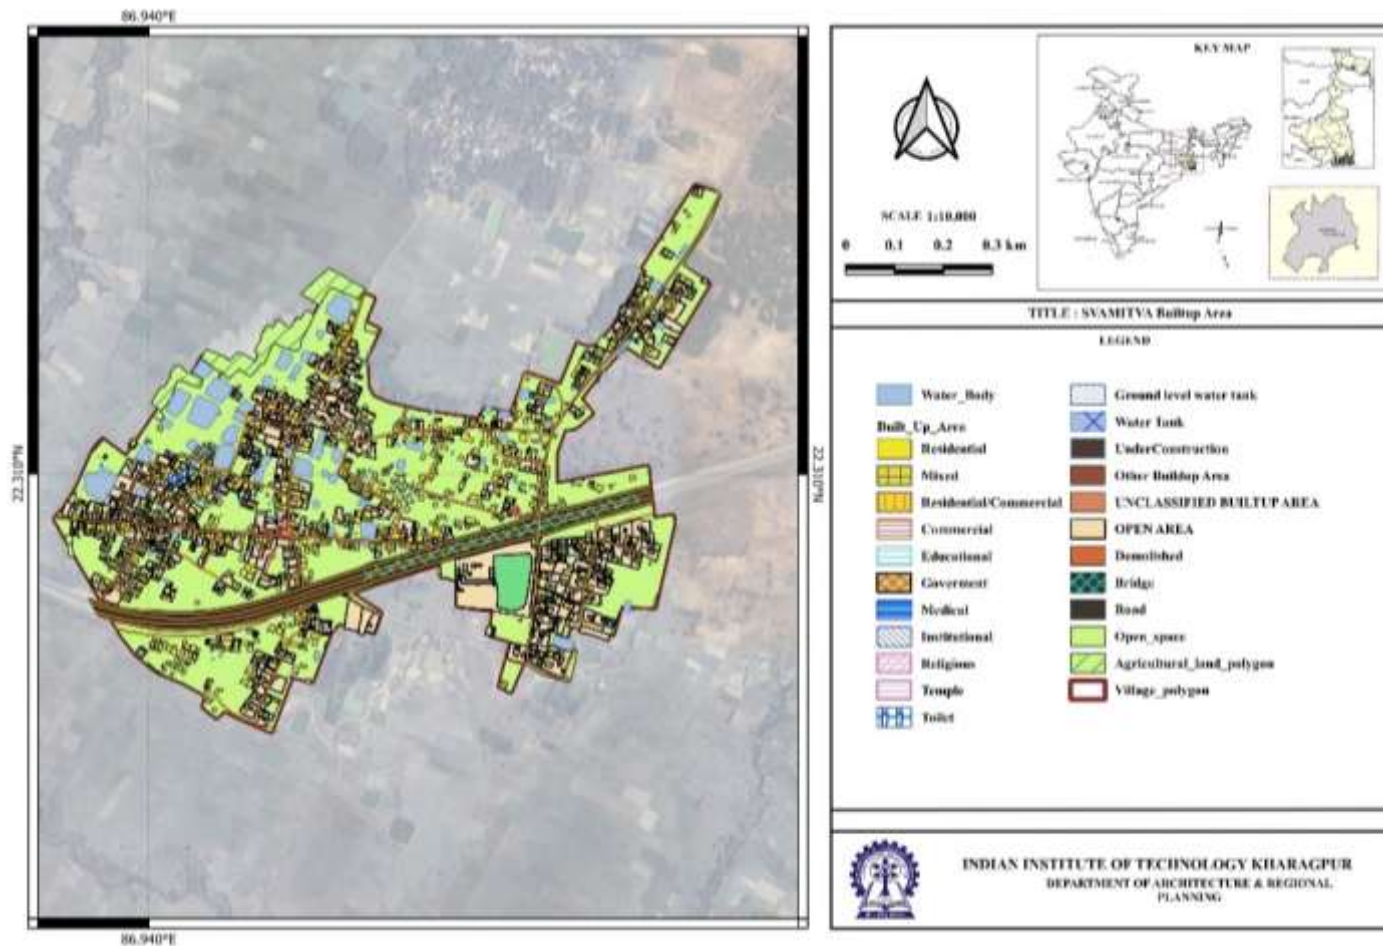 86.940°E
22.310°N
22.310°N
86.940°E
KEY MAP
SCALE 1:10,000
0 0.1 0.2 0.3 km
TITLE : SVAMITVA Builtup Area
LEGEND
Water_Body
Built_Up_Area
Residential
Mixed
Residential/Commercial
Commercial
Educational
Goverment
Medical
Institutional
Religious
Temple
Toilet
Ground level water tank
Water Tank
UnderConstruction
Other Buildup Area
UNCLASSIFIED BUILTUP AREA
OPEN AREA
Demolished
Bridge
Road
Open_space
Agricultural_land_polygon
Village_polygon
INDIAN INSTITUTE OF TECHNOLOGY KHARAGPUR
DEPARTMENT OF ARCHITECTURE & REGIONAL
PLANNING